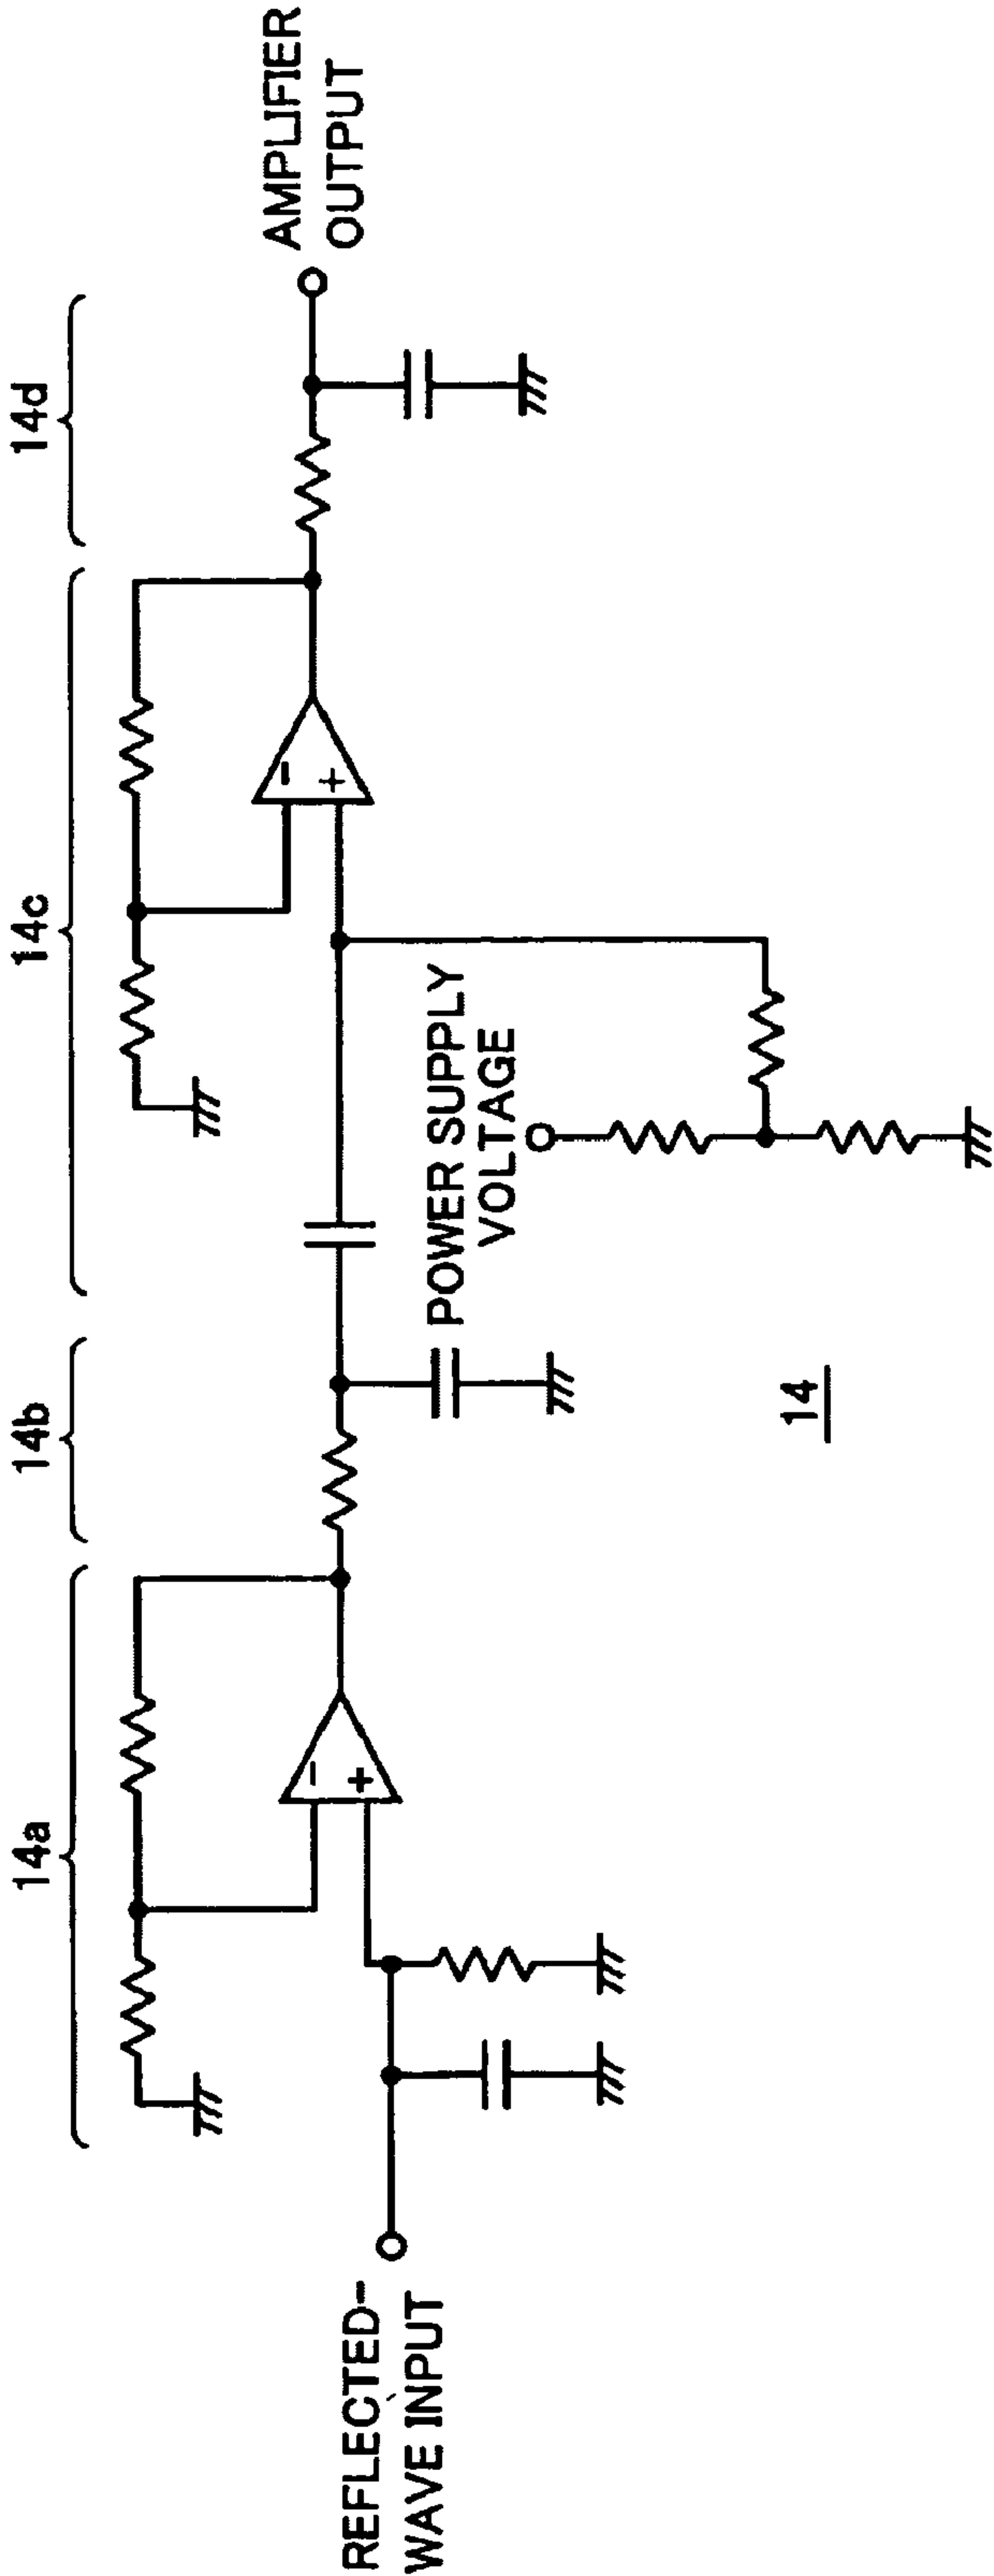 14a
14b
14c
14d
REFLECTED-
WAVE INPUT
-
+
-
+
POWER SUPPLY
VOLTAGE
AMPLIFIER
OUTPUT
14